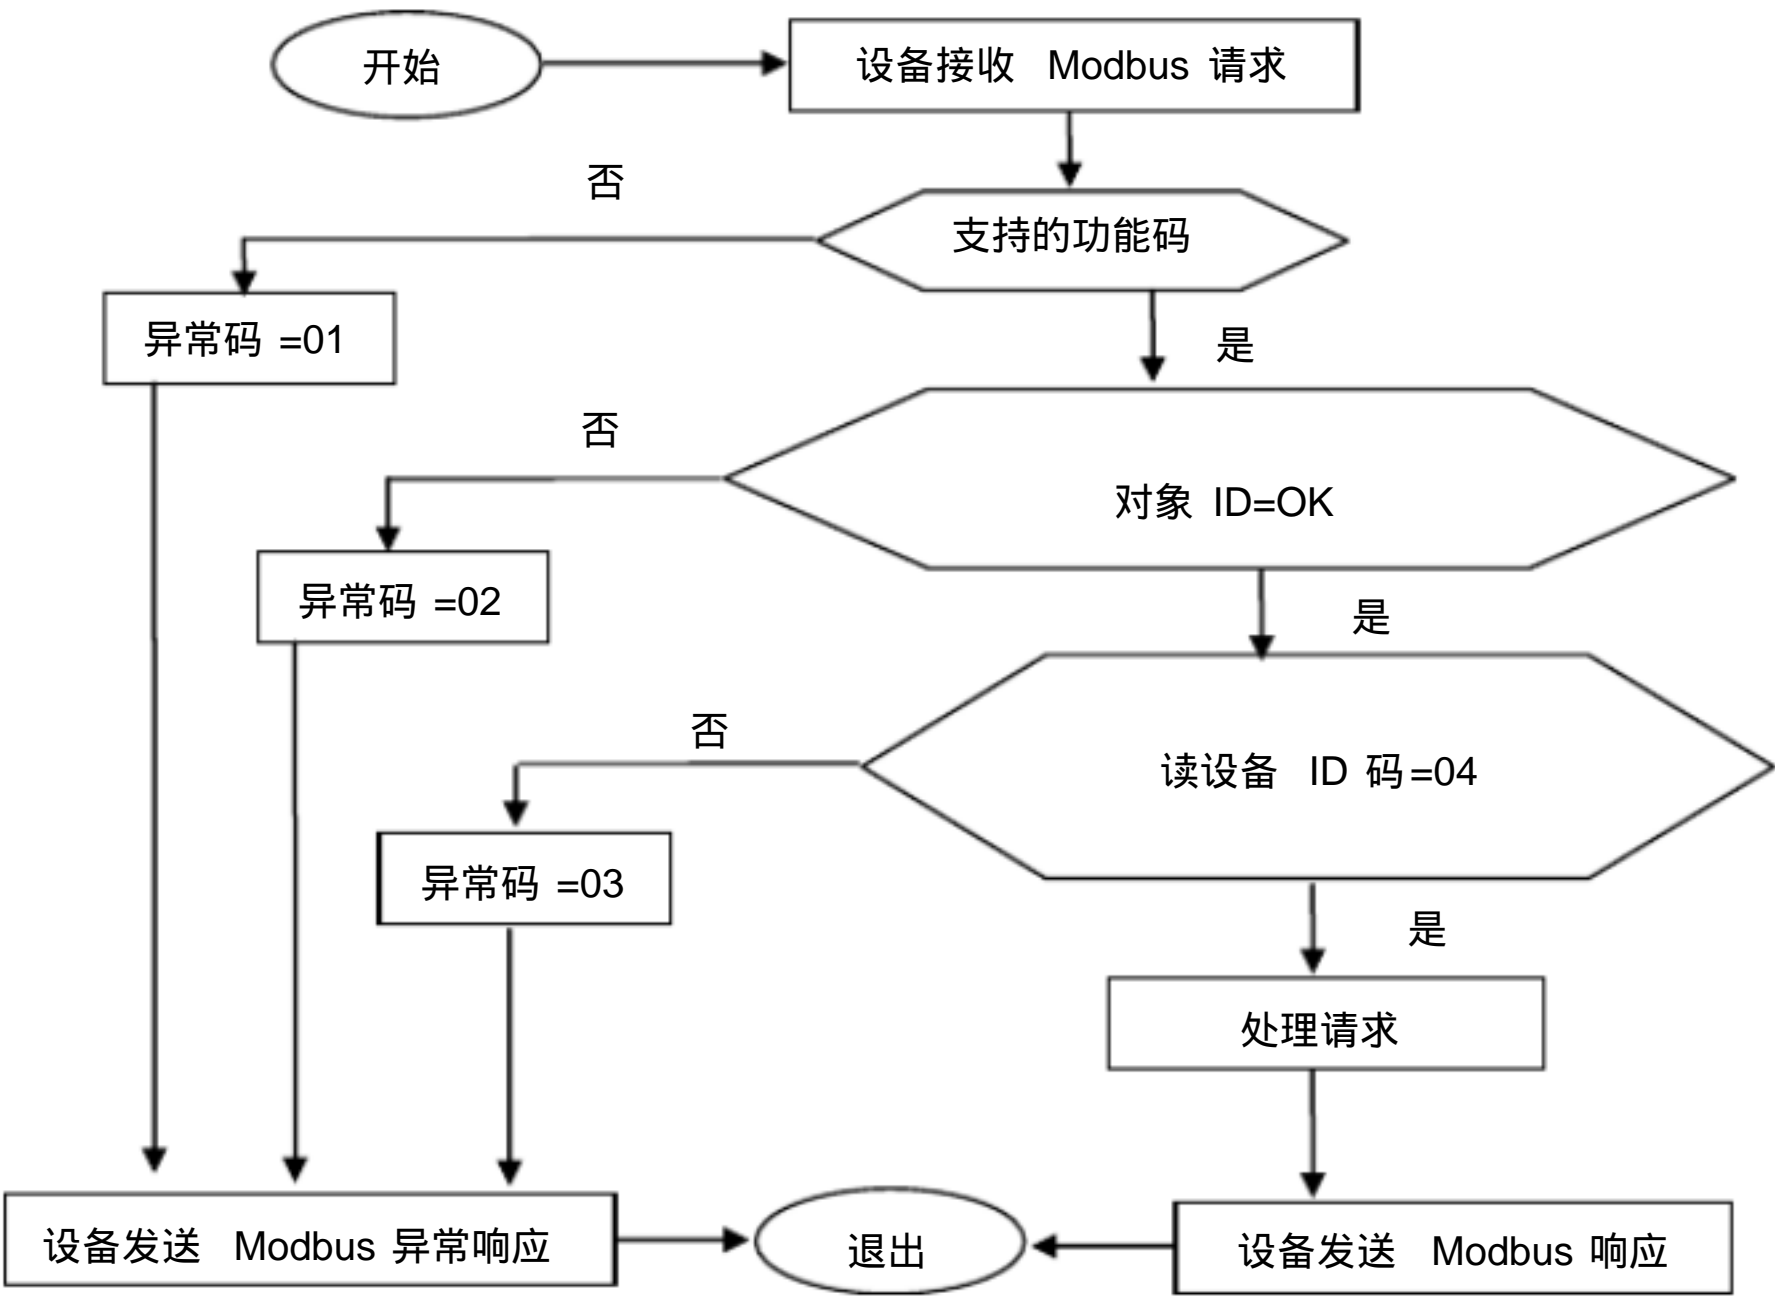 开始
设备接收 Modbus 请求
否
支持的功能码
是
异常码 =01
否
对象 ID=OK
异常码 =02
是
否
读设备 ID 码=04
异常码 =03
是
处理请求
设备发送 Modbus 异常响应
退出
设备发送 Modbus 响应